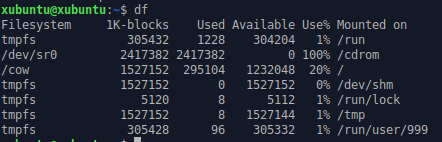 xubuntu@xubuntu:~$ df
Filesystem     1K-blocks    Used Available Use% Mounted on
tmpfs             305432    1228    304204   1% /run
/dev/sr0         2417382 2417382         0 100% /cdrom
/cow             1527152  295104   1232048  20% /
tmpfs            1527152       0   1527152   0% /dev/shm
tmpfs               5120       8      5112   1% /run/lock
tmpfs            1527152       8   1527144   1% /tmp
tmpfs             305428      96    305332   1% /run/user/999
xubuntu@xubuntu:~$